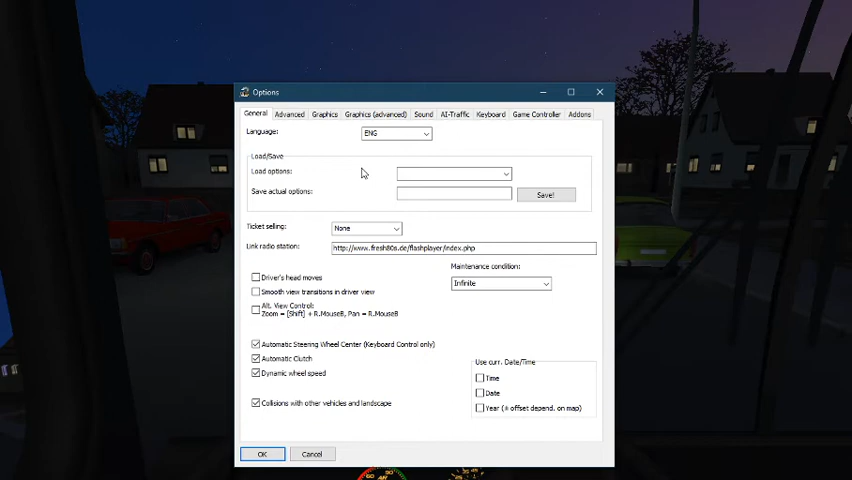 Options
General Advanced Graphics Graphics (advanced) Sound AI-Traffic Keyboard Game Controller Addons
Language: ENG
Load/Save
Load options:
Save actual options: Save!
Ticket selling: None
Link radio station: http://www.fresh80s.de/flashplayer/index.php
Maintenance condition:
Infinite
Driver's head moves
Smooth view transitions in driver view
Alt. View Control:
Zoom = [Shift] + R.MouseB, Pan = R.MouseB
Automatic Steering Wheel Center (Keyboard Control only)
Automatic Clutch
Dynamic wheel speed
Collisions with other vehicles and landscape
Use curr. Date/Time
Time
Date
Year (± offset depend. on map)
OK Cancel